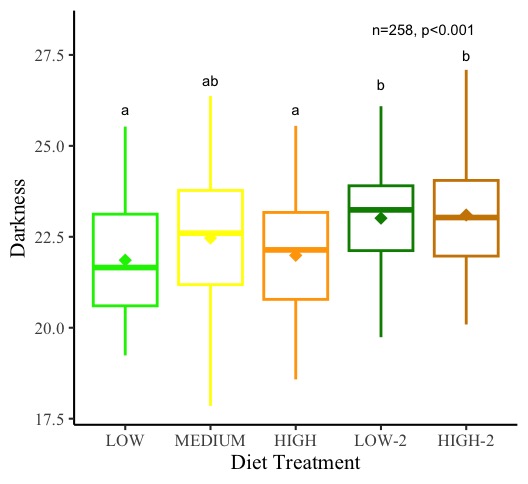 n=258, p<0.001
a
ab
a
b
b
27.5
25.0
22.5
20.0
17.5
Darkness
LOW MEDIUM HIGH LOW-2 HIGH-2
Diet Treatment